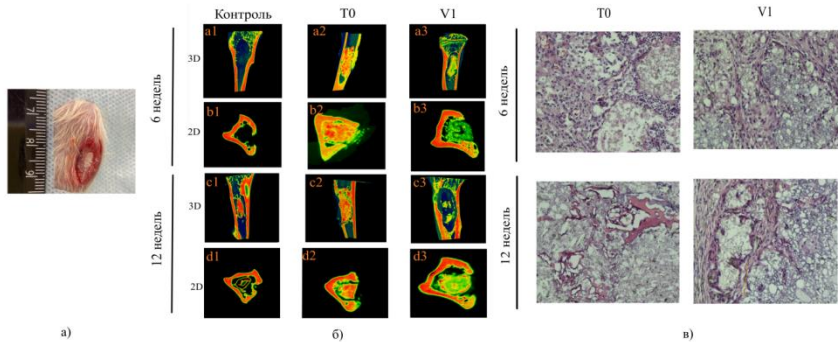 Контроль T0 V1
T0 V1
6 недель
3D
a1 a2 a3
2D
b1 b2 b3
12 недель
3D
c1 c2 c3
2D
d1 d2 d3
6 недель
12 недель
а) б) в)